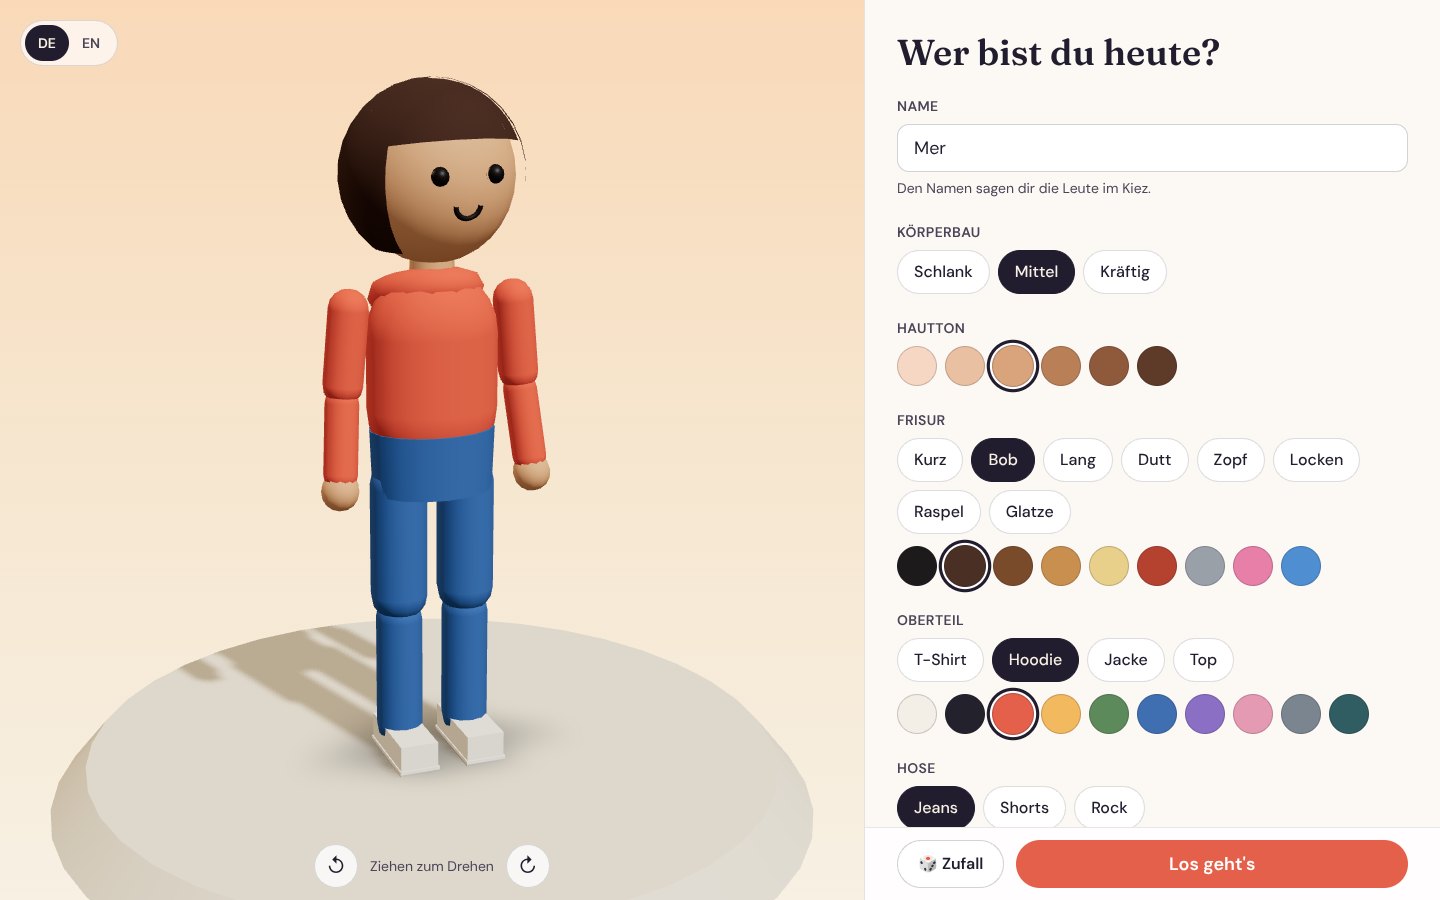 DE EN
Wer bist du heute?
NAME
Mer
Den Namen sagen dir die Leute im Kiez.
KÖRPERBAU
Schlank Mittel Kräftig
HAUTTON
FRISUR
Kurz Bob Lang Dutt Zopf Locken
Raspel Glatze
OBERTEIL
T-Shirt Hoodie Jacke Top
HOSE
Jeans Shorts Rock
Ziehen zum Drehen
Zufall Los geht's